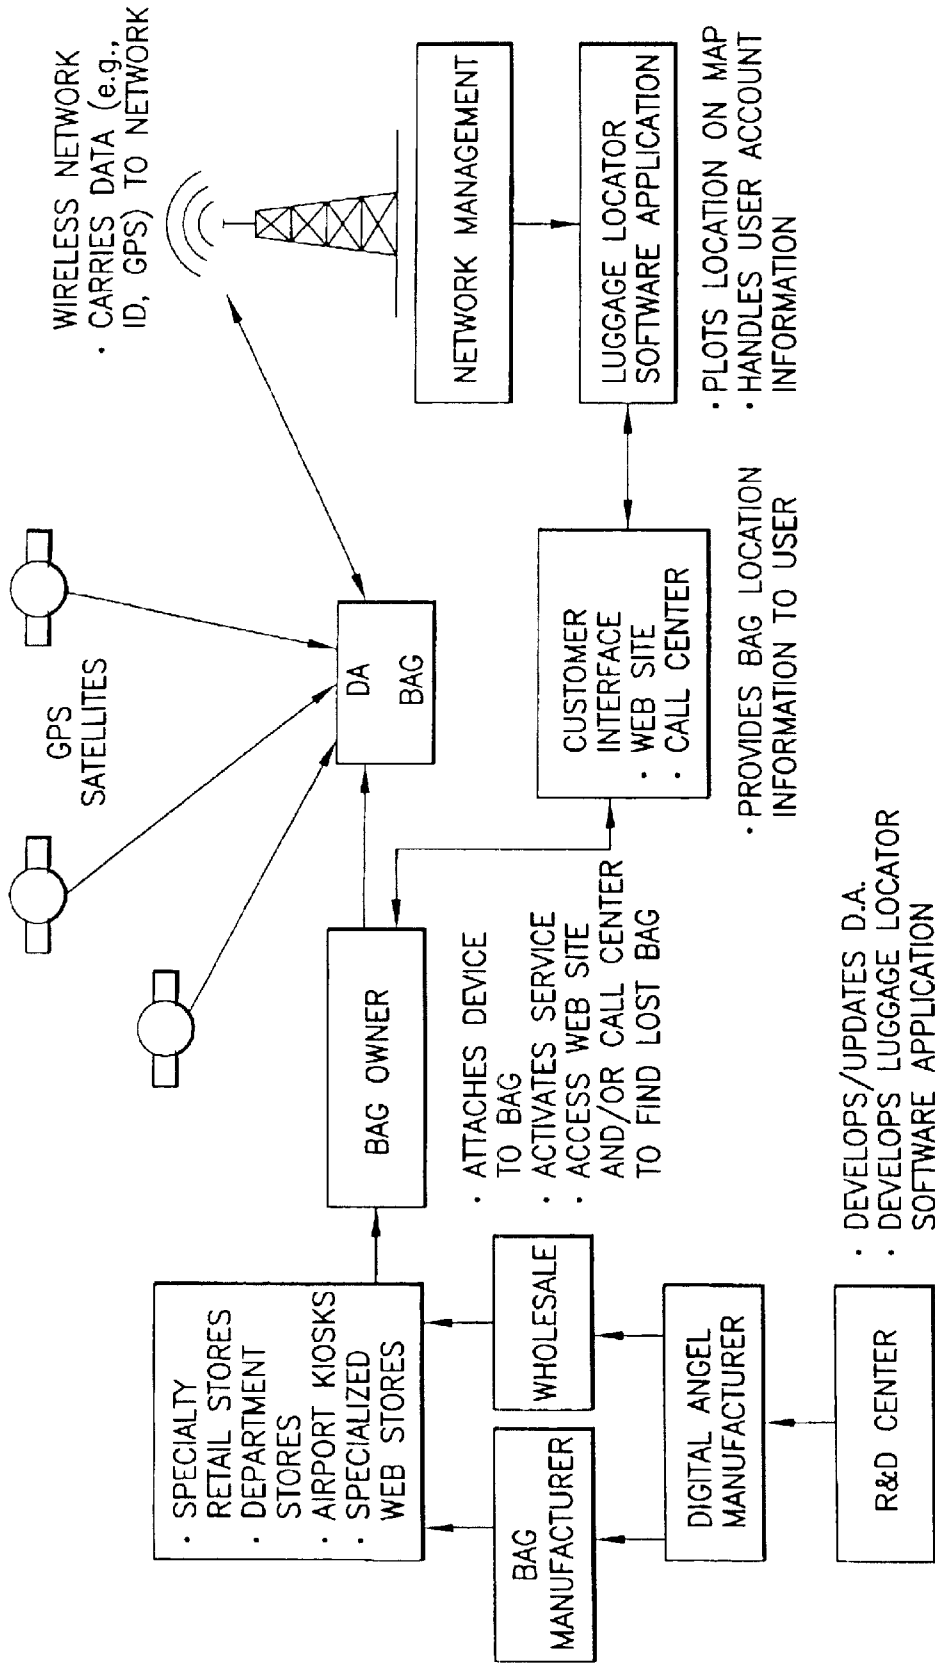 WIRELESS NETWORK
· CARRIES DATA (e.g.,
ID, GPS) TO NETWORK
GPS
SATELLITES
NETWORK MANAGEMENT
LUGGAGE LOCATOR
SOFTWARE APPLICATION
· PLOTS LOCATION ON MAP
· HANDLES USER ACCOUNT
INFORMATION
DA
BAG
CUSTOMER
INTERFACE
· WEB SITE
· CALL CENTER
· PROVIDES BAG LOCATION
INFORMATION TO USER
BAG OWNER
· ATTACHES DEVICE
TO BAG
· ACTIVATES SERVICE
· ACCESS WEB SITE
AND/OR CALL CENTER
TO FIND LOST BAG
· SPECIALTY
RETAIL STORES
· DEPARTMENT
STORES
· AIRPORT KIOSKS
· SPECIALIZED
WEB STORES
BAG
MANUFACTURER
WHOLESALE
DIGITAL ANGEL
MANUFACTURER
R&D CENTER
· DEVELOPS/UPDATES D.A.
· DEVELOPS LUGGAGE LOCATOR
SOFTWARE APPLICATION